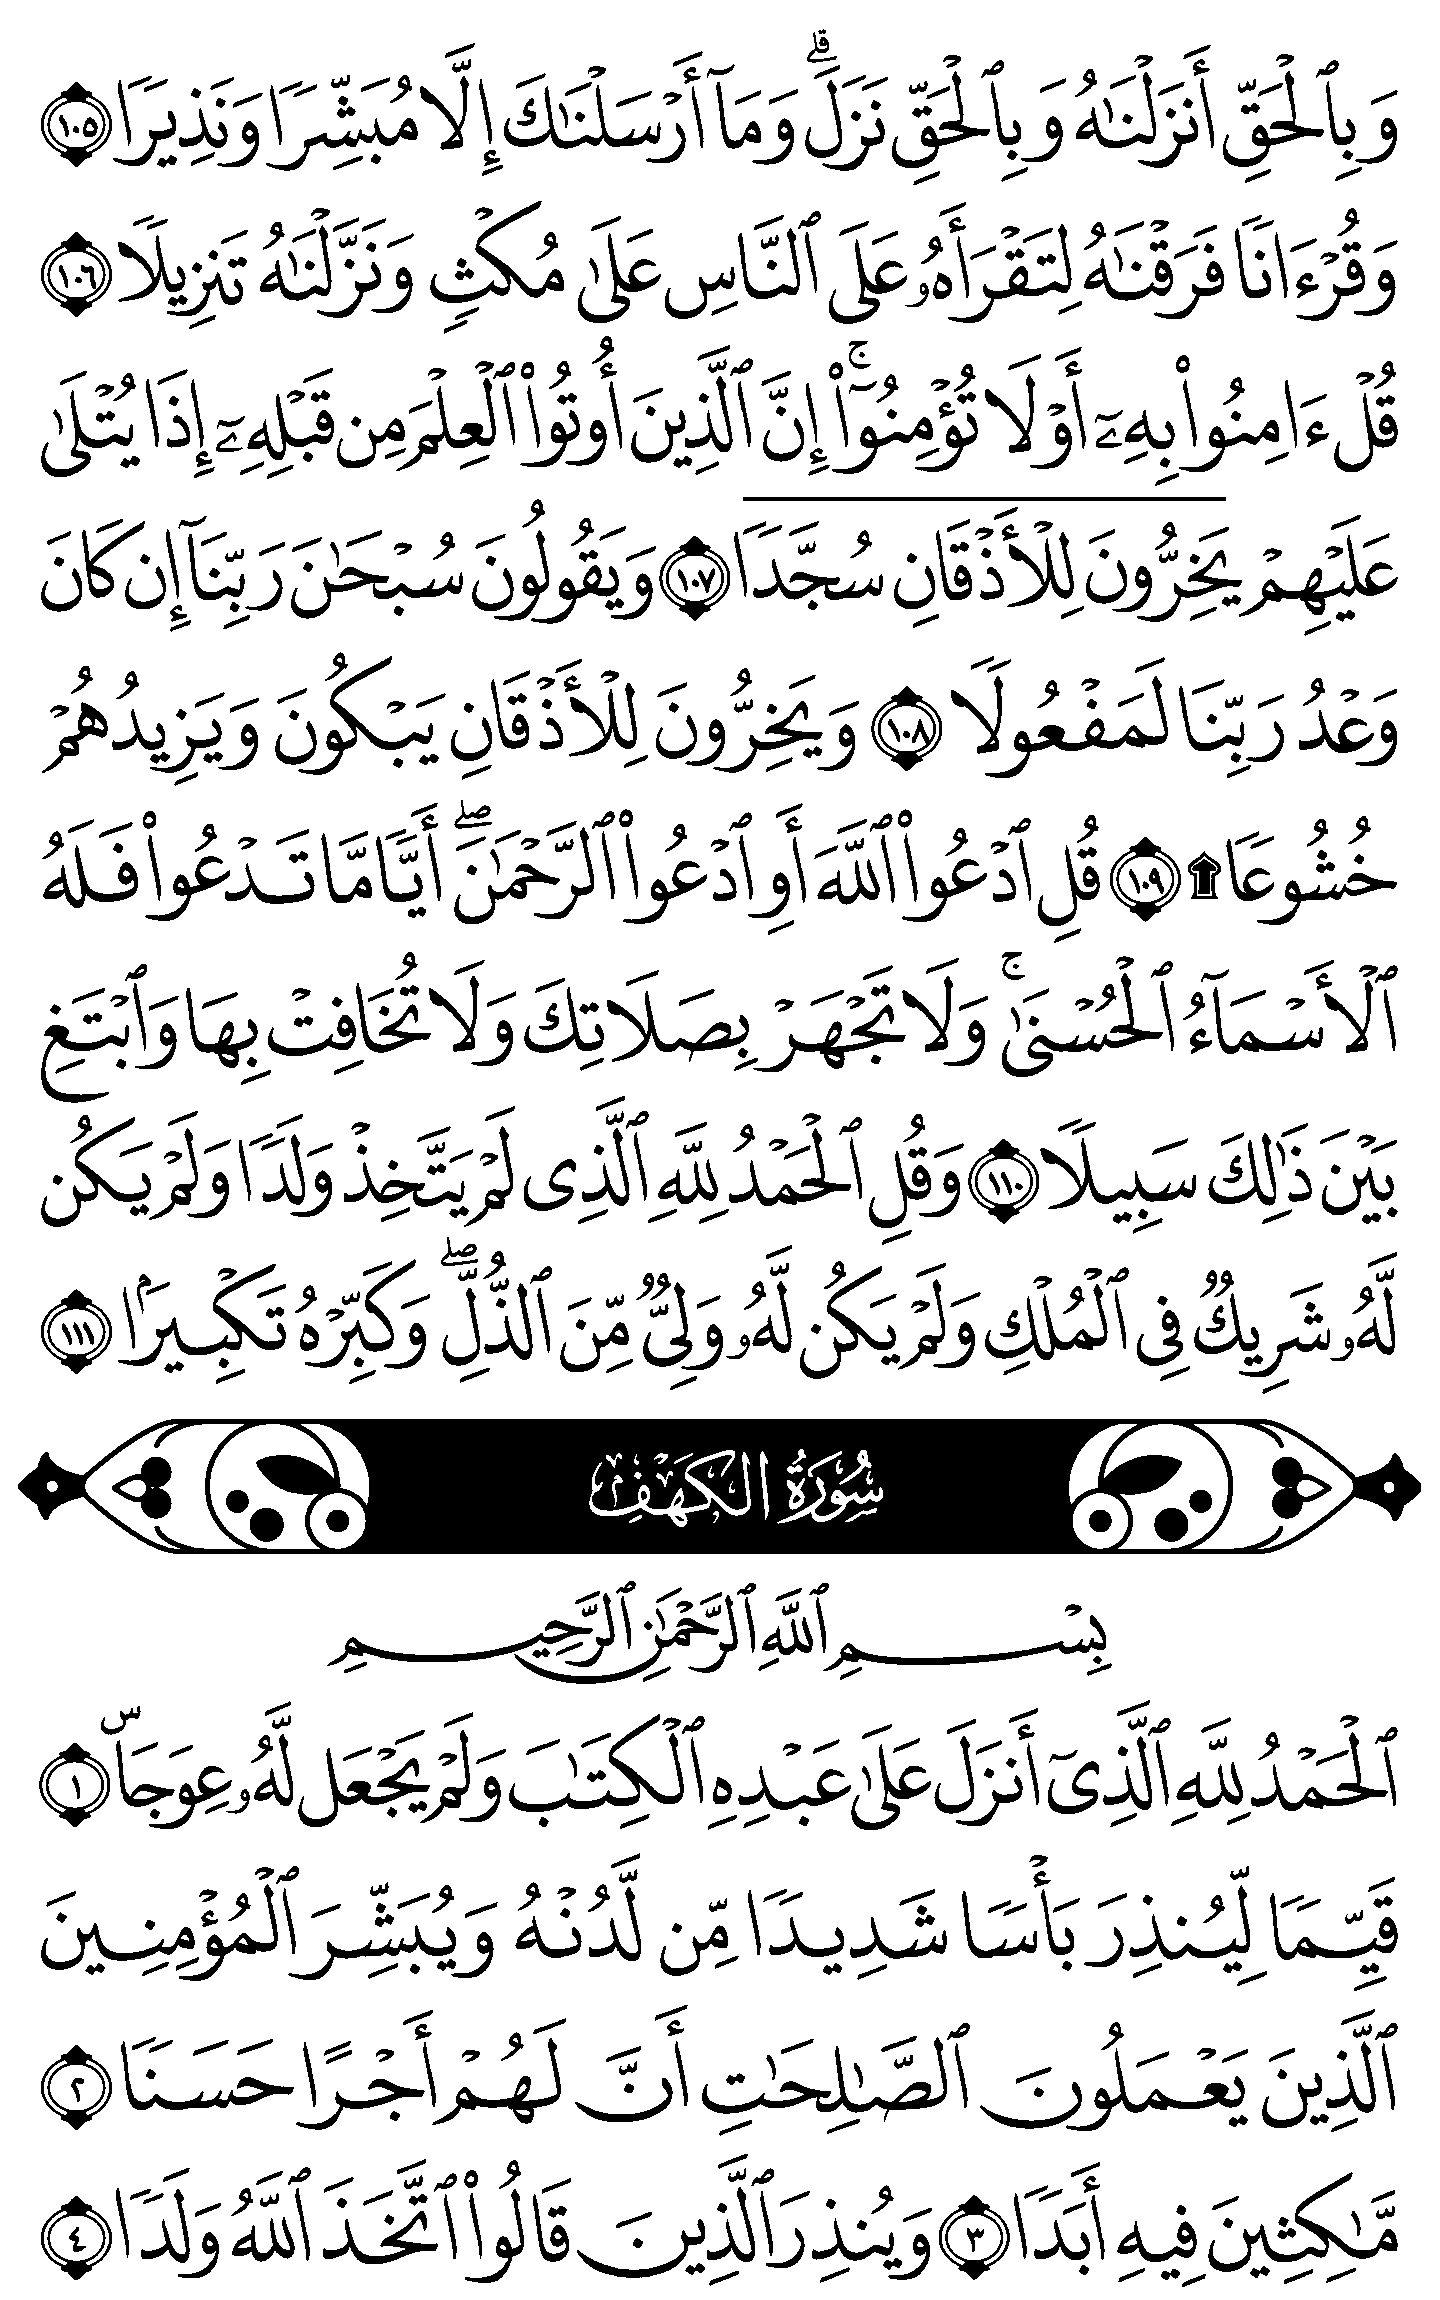 وَبِٱلۡحَقِّ أَنزَلۡنَٰهُ وَبِٱلۡحَقِّ نَزَلَۗ وَمَآ أَرۡسَلۡنَٰكَ إِلَّا مُبَشِّرٗا وَنَذِيرٗا ١٠٥
وَقُرۡءَانٗا فَرَقۡنَٰهُ لِتَقۡرَأَهُۥ عَلَى ٱلنَّاسِ عَلَىٰ مُكۡثٖ وَنَزَّلۡنَٰهُ تَنزِيلٗا ١٠٦
قُلۡ ءَامِنُواْ بِهِۦٓ أَوۡ لَا تُؤۡمِنُوٓاْۚ إِنَّ ٱلَّذِينَ أُوتُواْ ٱلۡعِلۡمَ مِن قَبۡلِهِۦٓ إِذَا يُتۡلَىٰ
عَلَيۡهِمۡ يَخِرُّونَ لِلۡأَذۡقَانِ سُجَّدٗا ١٠٧ وَيَقُولُونَ سُبۡحَٰنَ رَبِّنَآ إِن كَانَ
وَعۡدُ رَبِّنَا لَمَفۡعُولٗا ١٠٨ وَيَخِرُّونَ لِلۡأَذۡقَانِ يَبۡكُونَ وَيَزِيدُهُمۡ
خُشُوعٗا ۩ ١٠٩ قُلِ ٱدۡعُواْ ٱللَّهَ أَوِ ٱدۡعُواْ ٱلرَّحۡمَٰنَۖ أَيّٗا مَّا تَدۡعُواْ فَلَهُ
ٱلۡأَسۡمَآءُ ٱلۡحُسۡنَىٰۚ وَلَا تَجۡهَرۡ بِصَلَاتِكَ وَلَا تُخَافِتۡ بِهَا وَٱبۡتَغِ
بَيۡنَ ذَٰلِكَ سَبِيلٗا ١١٠ وَقُلِ ٱلۡحَمۡدُ لِلَّهِ ٱلَّذِي لَمۡ يَتَّخِذۡ وَلَدٗا وَلَمۡ يَكُن
لَّهُۥ شَرِيكٞ فِي ٱلۡمُلۡكِ وَلَمۡ يَكُن لَّهُۥ وَلِيّٞ مِّنَ ٱلذُّلِّۖ وَكَبِّرۡهُ تَكۡبِيرَۢا ١١١
سُورَةُ الكَهْفِ
بِسۡمِ ٱللَّهِ ٱلرَّحۡمَٰنِ ٱلرَّحِيمِ
ٱلۡحَمۡدُ لِلَّهِ ٱلَّذِيٓ أَنزَلَ عَلَىٰ عَبۡدِهِ ٱلۡكِتَٰبَ وَلَمۡ يَجۡعَل لَّهُۥ عِوَجَاۜ ١
قَيِّمٗا لِّيُنذِرَ بَأۡسٗا شَدِيدٗا مِّن لَّدُنۡهُ وَيُبَشِّرَ ٱلۡمُؤۡمِنِينَ
ٱلَّذِينَ يَعۡمَلُونَ ٱلصَّٰلِحَٰتِ أَنَّ لَهُمۡ أَجۡرًا حَسَنٗا ٢
مَّٰكِثِينَ فِيهِ أَبَدٗا ٣ وَيُنذِرَ ٱلَّذِينَ قَالُواْ ٱتَّخَذَ ٱللَّهُ وَلَدٗا ٤